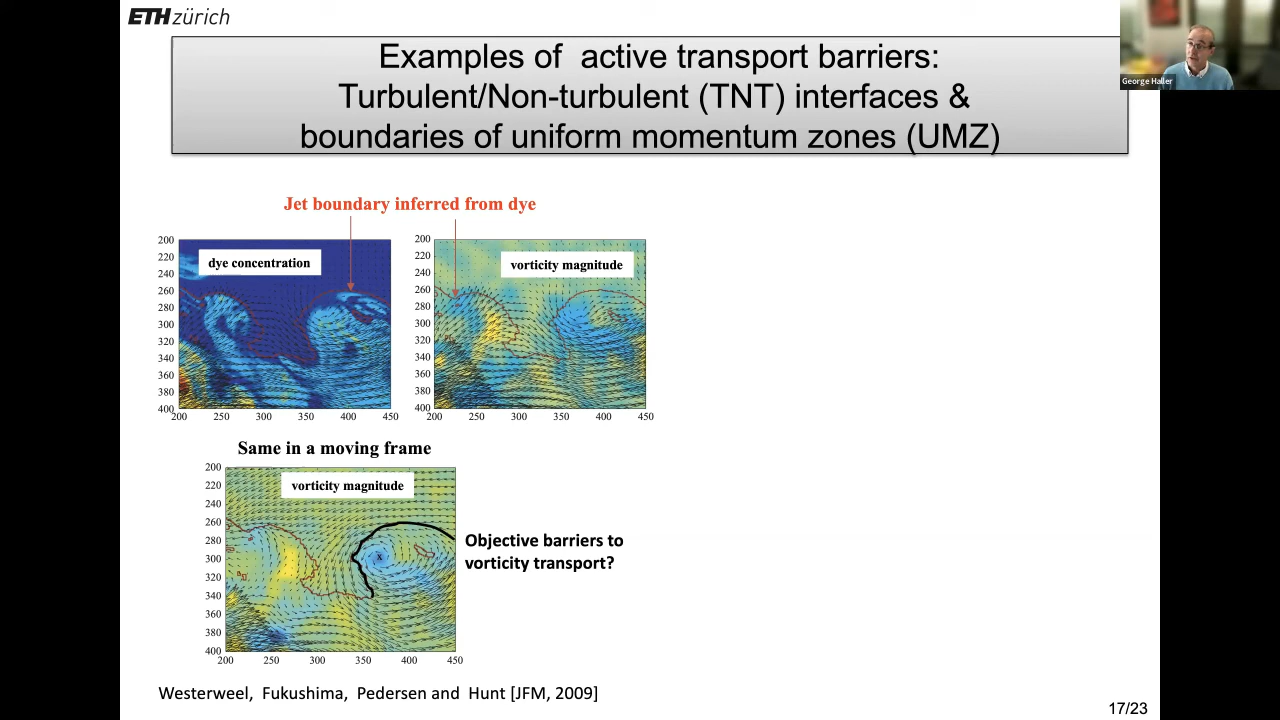 ETH zürich
George Haller
Examples of active transport barriers:
Turbulent/Non-turbulent (TNT) interfaces &
boundaries of uniform momentum zones (UMZ)
Jet boundary inferred from dye
dye concentration
200
220
240
260
280
300
320
340
360
380
400
200 250 300 350 400 450
vorticity magnitude
200
220
240
260
280
300
320
340
360
380
400
200 250 300 350 400 450
Same in a moving frame
vorticity magnitude
200
220
240
260
280
300
320
340
360
380
400
200 250 300 350 400 450
x
Objective barriers to
vorticity transport?
Westerweel, Fukushima, Pedersen and Hunt [JFM, 2009]
17/23